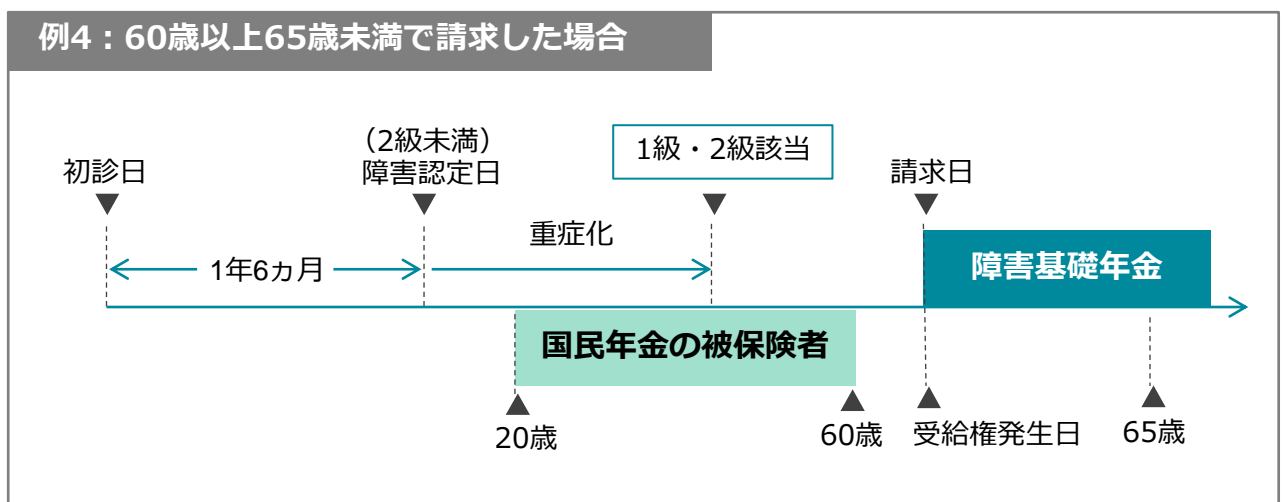 例4：60歳以上65歳未満で請求した場合
初診日
（2級未満）
障害認定日
1級・2級該当
請求日
1年6ヵ月
重症化
障害基礎年金
国民年金の被保険者
20歳
60歳
受給権発生日
65歳